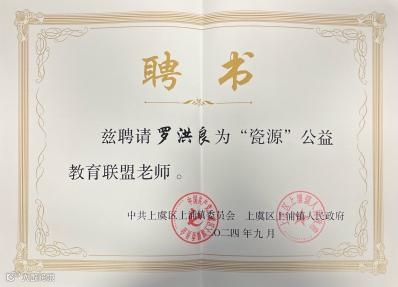 聘书
兹聘请罗洪良为“瓷源”公益
教育联盟老师。
中共上虞区上浦镇委员会 上虞区上浦镇人民政府
二〇二四年九月